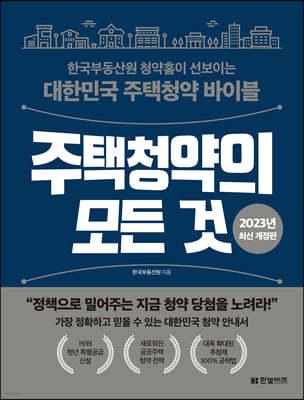 한국부동산원 청약홈이 선보이는
대한민국 주택청약 바이블
주택청약의
모든 것
2023년
최신 개정판
한국부동산원 지음
“정책으로 밀어주는 지금 청약 당첨을 노려라!”
가장 정확하고 믿을 수 있는 대한민국 청약 안내서
1939
청년 특별공급
신설
새로워진
공공주택
청약 전략
대폭 확대된
추첨제
100% 공략법
한빛비즈